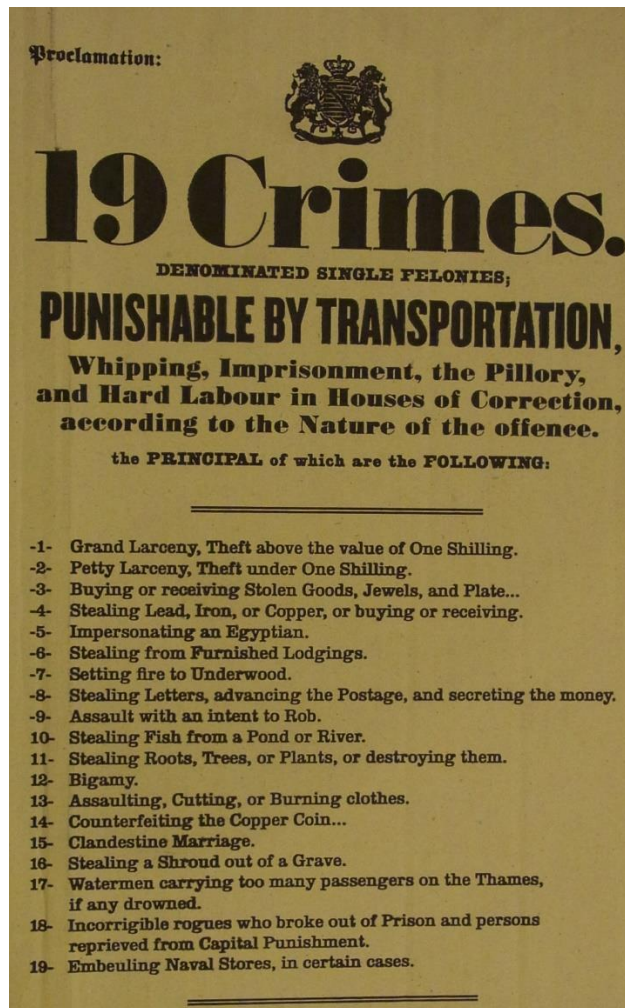 Proclamation:
19 Crimes.
DENOMINATED SINGLE FELONIES;
PUNISHABLE BY TRANSPORTATION,
Whipping, Imprisonment, the Pillory,
and Hard Labour in Houses of Correction,
according to the Nature of the offence.
the PRINCIPAL of which are the FOLLOWING:
-1- Grand Larceny, Theft above the value of One Shilling.
-2- Petty Larceny, Theft under One Shilling.
-3- Buying or receiving Stolen Goods, Jewels, and Plate...
-4- Stealing Lead, Iron, or Copper, or buying or receiving.
-5- Impersonating an Egyptian.
-6- Stealing from Furnished Lodgings.
-7- Setting fire to Underwood.
-8- Stealing Letters, advancing the Postage, and secreting the money.
-9- Assault with an intent to Rob.
10- Stealing Fish from a Pond or River.
11- Stealing Roots, Trees, or Plants, or destroying them.
12- Bigamy.
13- Assaulting, Cutting, or Burning clothes.
14- Counterfeiting the Copper Coin...
15- Clandestine Marriage.
16- Stealing a Shroud out of a Grave.
17- Watermen carrying too many passengers on the Thames,
if any drowned.
18- Incorrigible rogues who broke out of Prison and persons
reprieved from Capital Punishment.
19- Embeuling Naval Stores, in certain cases.